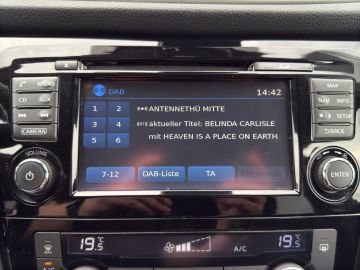 DAB 14:42
1 2 ANTENNETHÜ MITTE
3 4 aktueller Titel: BELINDA CARLISLE
5 6 mit HEAVEN IS A PLACE ON EARTH
7-12 DAB-Liste TA
RADIO
CD AUX
CAMERA
VOLUME
MAP
NAV INFO
SETUP
BACK
ENTER
19.5 A/C 19.5
A/C